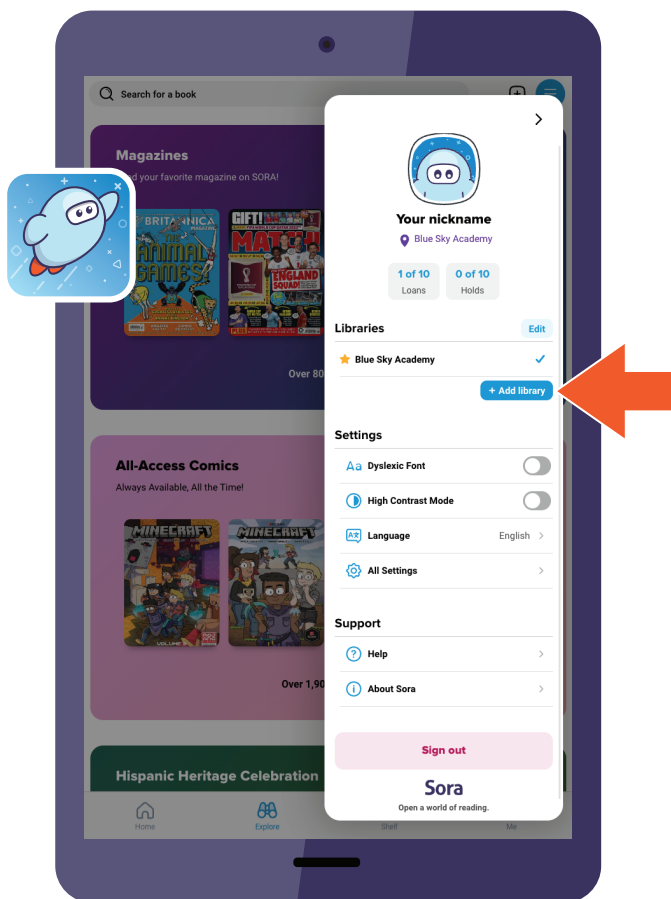 Search for a book
Magazines
d your favorite magazine on SORA!
BRITANNICA
MAGAZINE
THE
ANIMAL
GAMES
GIFT!
MATCH!
ENGLAND
SQUAD!
PLUS
Over 80
All-Access Comics
Always Available, All the Time!
MINECRAFT
VOLUME
MINECRAFT
Over 1,90
Hispanic Heritage Celebration
Home
Explore
Shelf
Me
Your nickname
Blue Sky Academy
1 of 10
Loans
0 of 10
Holds
Libraries
Edit
Blue Sky Academy
+ Add library
Settings
Aa Dyslexic Font
High Contrast Mode
Language
English
All Settings
Support
Help
About Sora
Sign out
Sora
Open a world of reading.